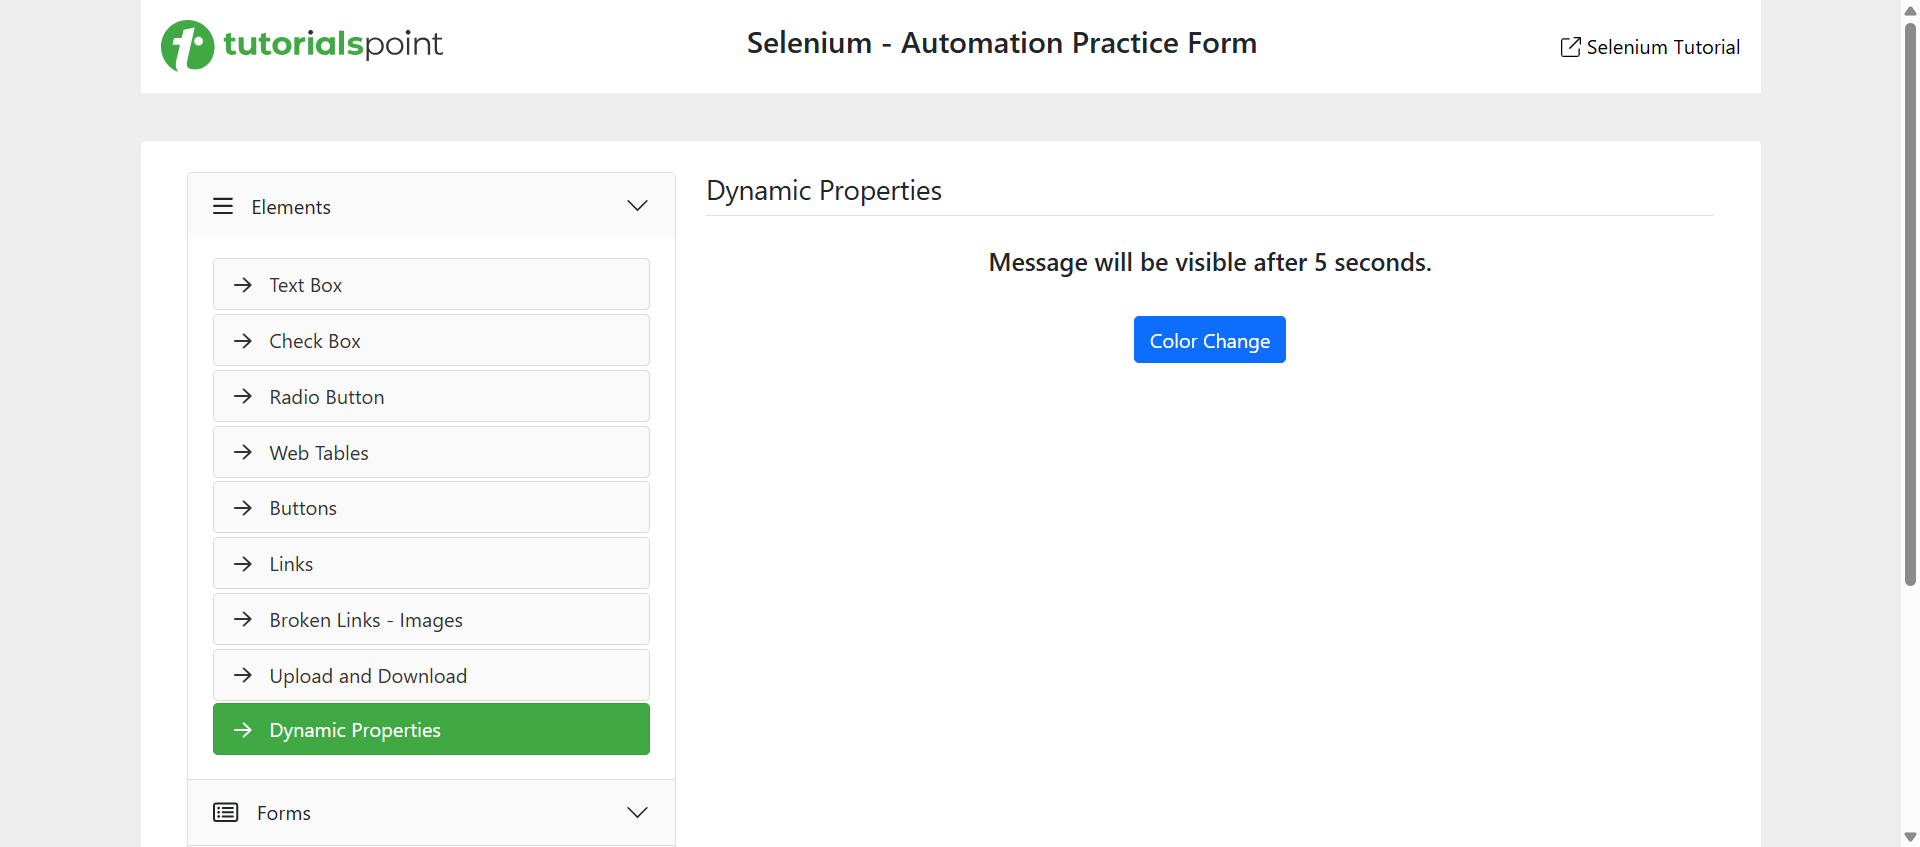 tutorialspoint
Selenium - Automation Practice Form
Selenium Tutorial
Elements
Text Box
Check Box
Radio Button
Web Tables
Buttons
Links
Broken Links - Images
Upload and Download
Dynamic Properties
Forms
Dynamic Properties
Message will be visible after 5 seconds.
Color Change